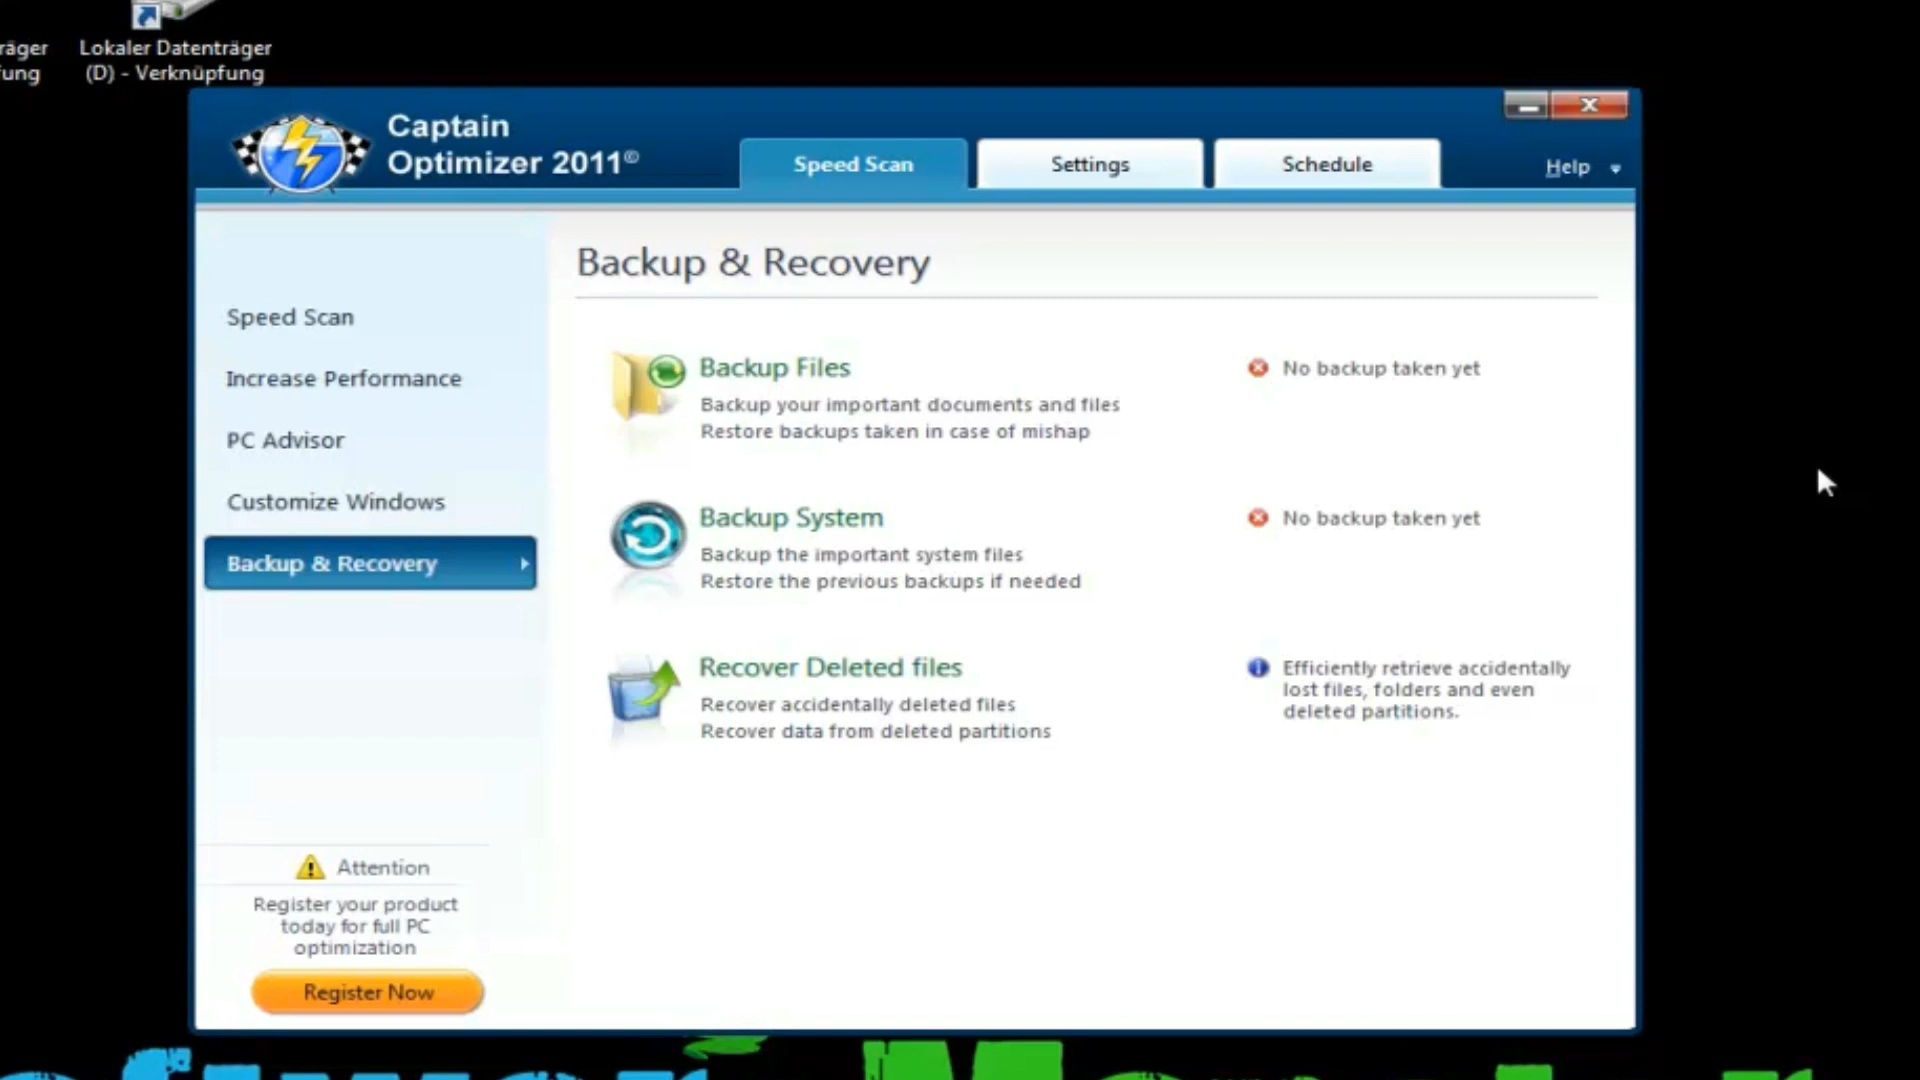 räger
fung
Lokaler Datenträger
(D) - Verknüpfung
Captain
Optimizer 2011©
Speed Scan
Settings
Schedule
Help
Speed Scan
Increase Performance
PC Advisor
Customize Windows
Backup & Recovery
Backup & Recovery
Backup Files
Backup your important documents and files
Restore backups taken in case of mishap
No backup taken yet
Backup System
Backup the important system files
Restore the previous backups if needed
No backup taken yet
Recover Deleted files
Recover accidentally deleted files
Recover data from deleted partitions
Efficiently retrieve accidentally
lost files, folders and even
deleted partitions.
Attention
Register your product
today for full PC
optimization
Register Now